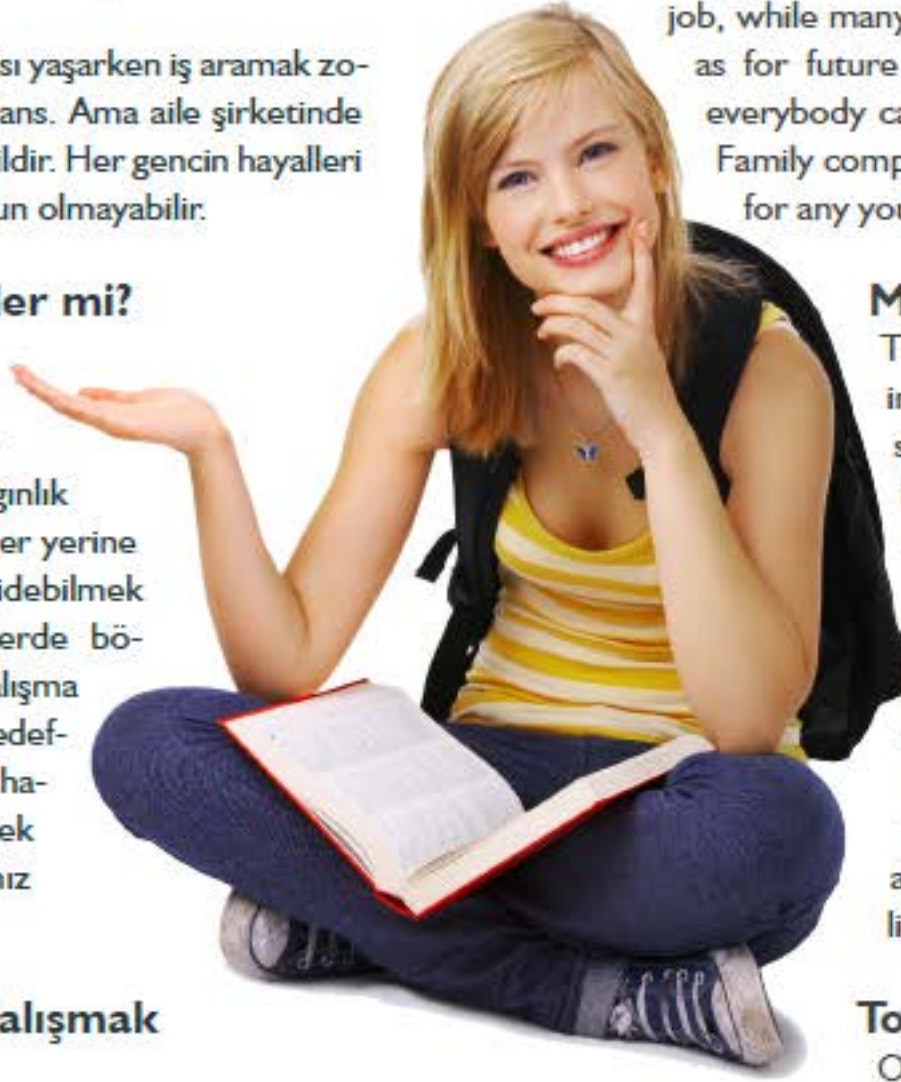 sı yaşarken iş aramak zo-
ans. Ama aile şirketinde
ildir. Her gencin hayalleri
un olmayabilir.
ler mi?
gınlık
er yerine
idebilmek
erde bö-
alışma
edef-
ha-
ek
nız
alışmak
job, while many
as for future
everybody ca
Family comp
for any you
M
T
in
s
a
li
To
O